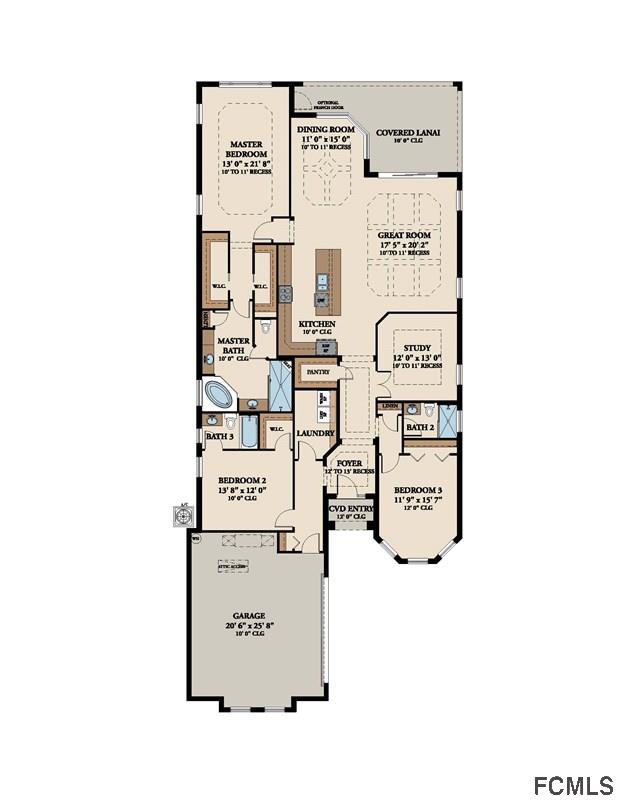 OPTIONAL
FRENCH DOOR
DINING ROOM
11' 0" x 15' 0"
10' TO 11' RECESS
COVERED LANAI
10' 0" CLG
MASTER
BEDROOM
13' 0" x 21' 8"
10' TO 11' RECESS
GREAT ROOM
17' 5" x 20' 2"
10' TO 11' RECESS
W.I.C.
W.I.C.
KITCHEN
10' 0" CLG
LINEN
MASTER
BATH
10' 0" CLG
STUDY
12' 0" x 13' 0"
10' TO 11' RECESS
PANTRY
LINEN
BATH 2
BATH 3
W.I.C.
LAUNDRY
FOYER
12' TO 13' RECESS
BEDROOM 2
13' 8" x 12' 0"
10' 0" CLG
BEDROOM 3
11' 9" x 15' 7"
12' 0" CLG
A/C
CVD ENTRY
12' 0" CLG
WH
ATTIC ACCESS
GARAGE
20' 6" x 25' 8"
10' 0" CLG
FCMLS